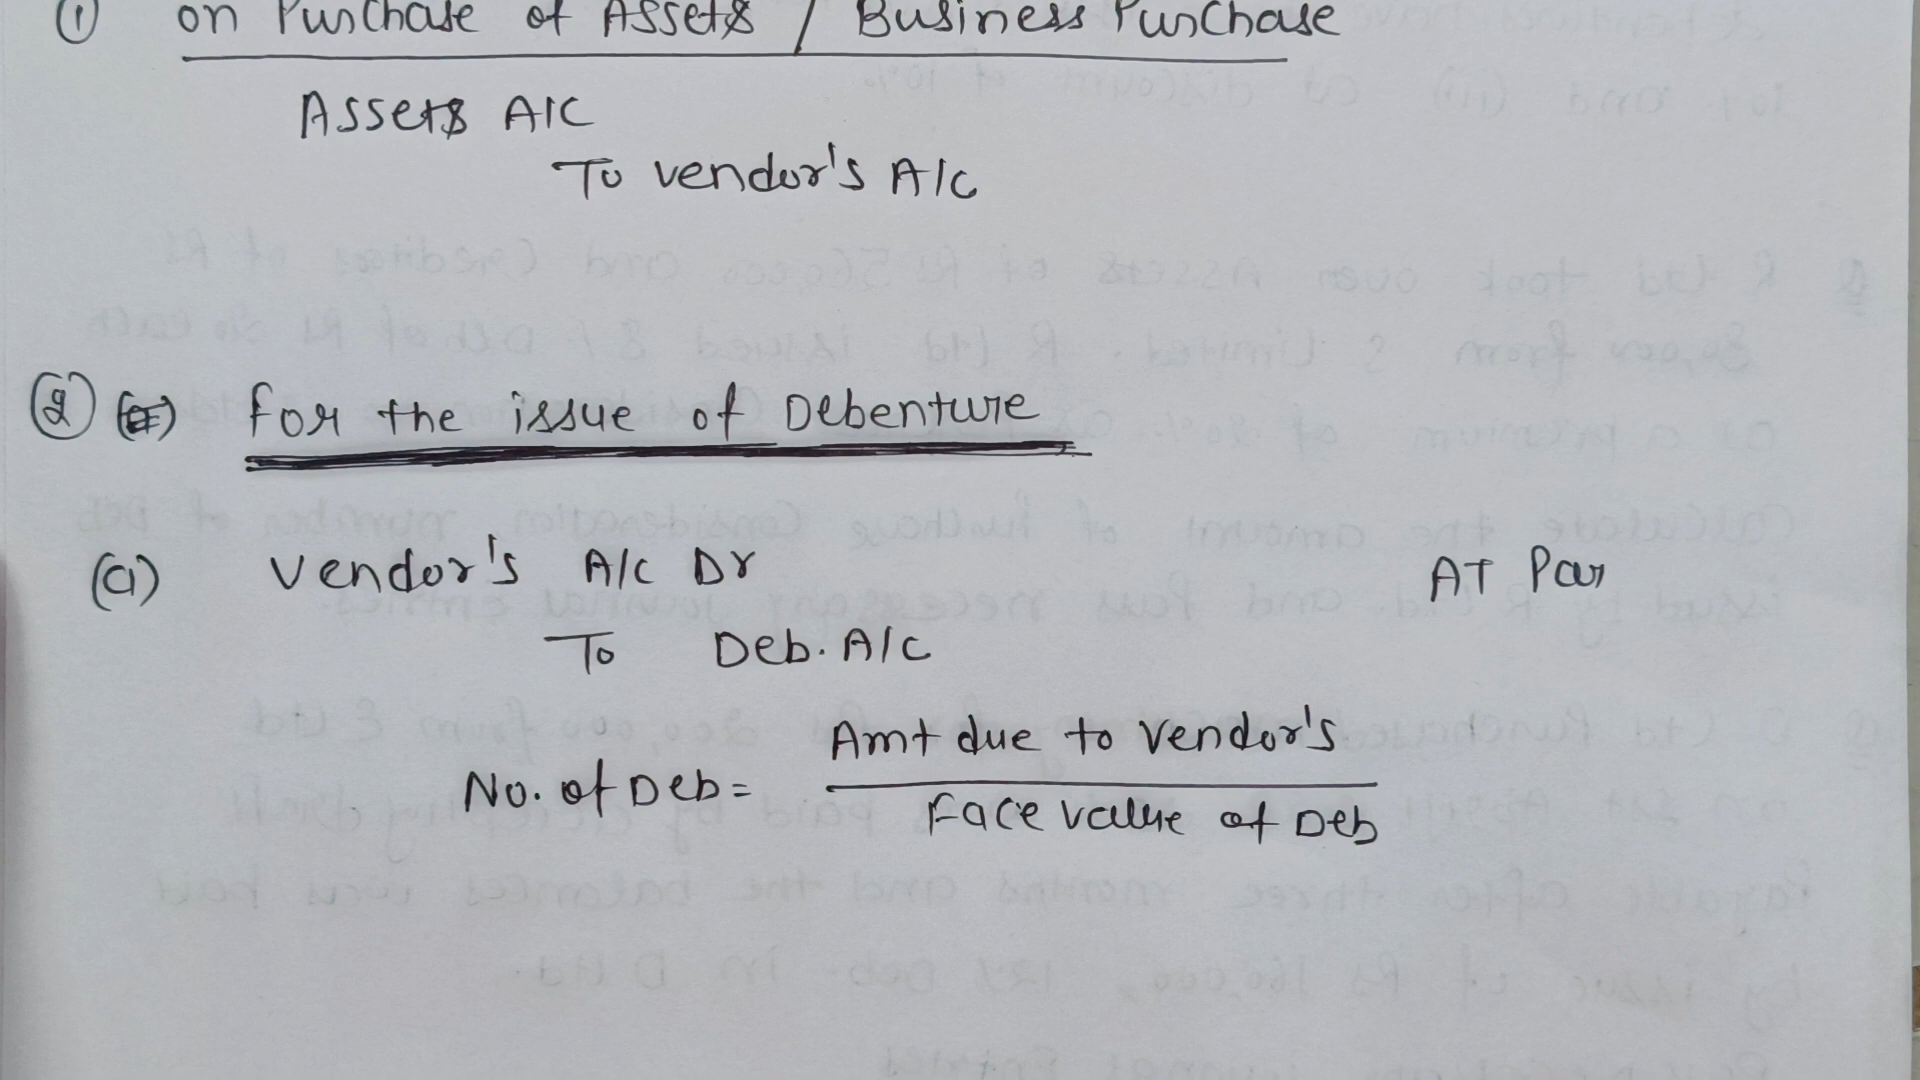 ① on Purchase of Assets / Business Purchase
Assets A/C
To vendor's A/C
② for the issue of Debenture
(a) Vendor's A/c Dr AT Par
To Deb. A/C
Amt due to Vendor's
No. of Deb =
Face value of Deb